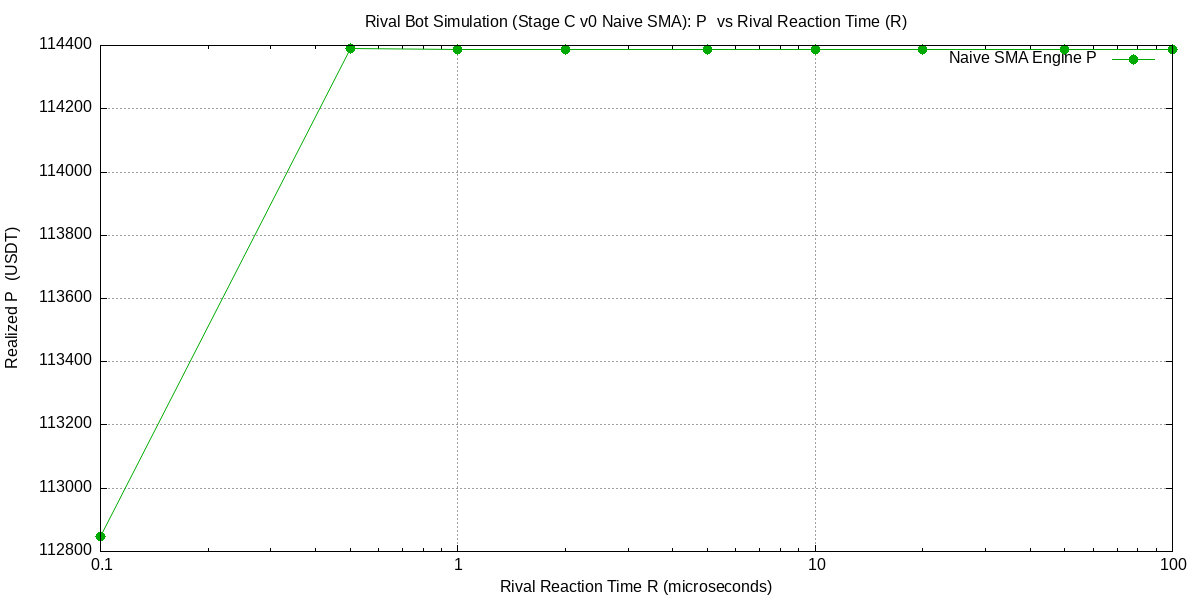 Rival Bot Simulation (Stage C v0 Naive SMA): P  vs Rival Reaction Time (R)
114400
114200
114000
113800
113600
113400
113200
113000
112800
Realized P  (USDT)
Naive SMA Engine P
0.1 1 10 100
Rival Reaction Time R (microseconds)